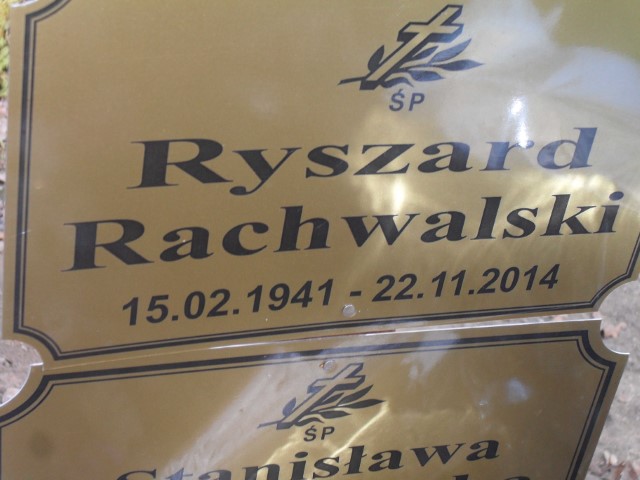 ŚP
Ryszard
Rachwalski
15.02.1941 - 22.11.2014
ŚP
Stanisława